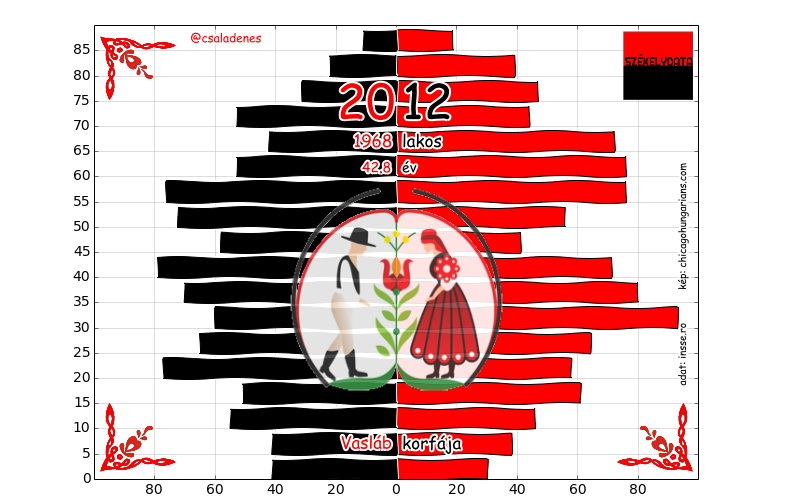 @csaladenes
SZÉKELYDATA
2012
1968 lakos
42.8 év
kép: chicagohungarians.com
adat: insse.ro
Vasláb korfája
85
80
75
70
65
60
55
50
45
40
35
30
25
20
15
10
5
0
80 60 40 20 0 20 40 60 80